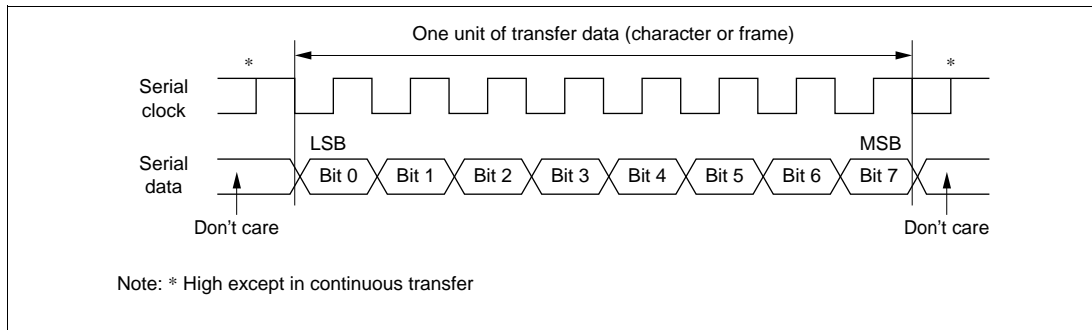 One unit of transfer data (character or frame)
* *
Serial
clock
LSB MSB
Serial
data
Bit 0 Bit 1 Bit 2 Bit 3 Bit 4 Bit 5 Bit 6 Bit 7
Don't care Don't care
Note: * High except in continuous transfer